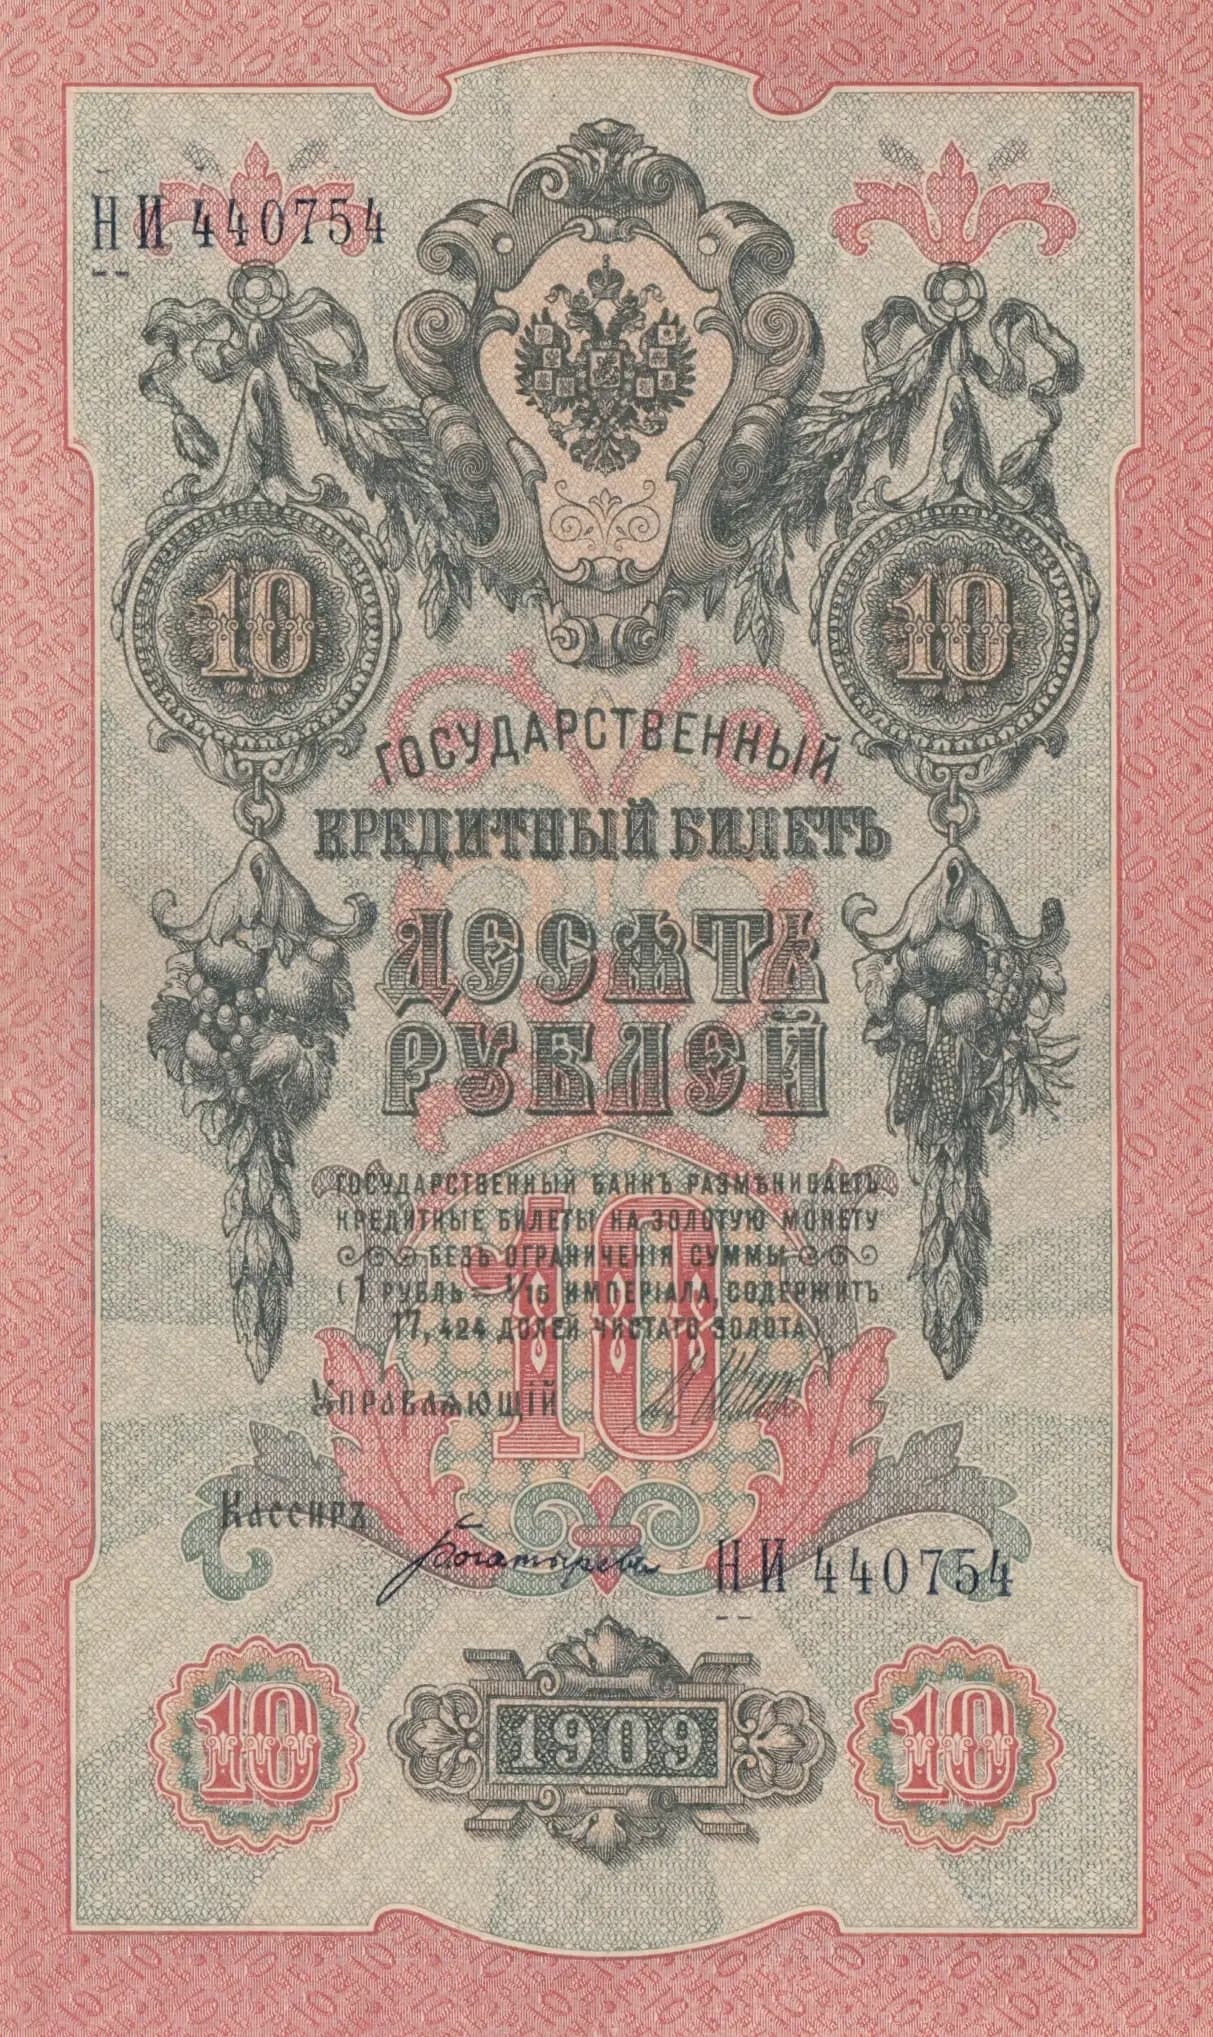 НИ 440754
10 10
ГОСУДАРСТВЕННЫЙ
КРЕДИТНЫЙ БИЛЕТЪ
ДЕСЯТЬ
РУБЛЕЙ
ГОСУДАРСТВЕННЫЙ БАНКЪ РАЗМѢНИВАЕТЪ
КРЕДИТНЫЕ БИЛЕТЫ НА ЗОЛОТУЮ МОНЕТУ
БЕЗЪ ОГРАНИЧЕНІЯ СУММЫ
(1 РУБЛЬ = 1/15 ИМПЕРІАЛА, СОДЕРЖИТЪ
17,424 ДОЛЕЙ ЧИСТАГО ЗОЛОТА)
10
УПРАВЛЯЮЩІЙ
Кассиръ
Богатыревъ
НИ 440754
10 1909 10